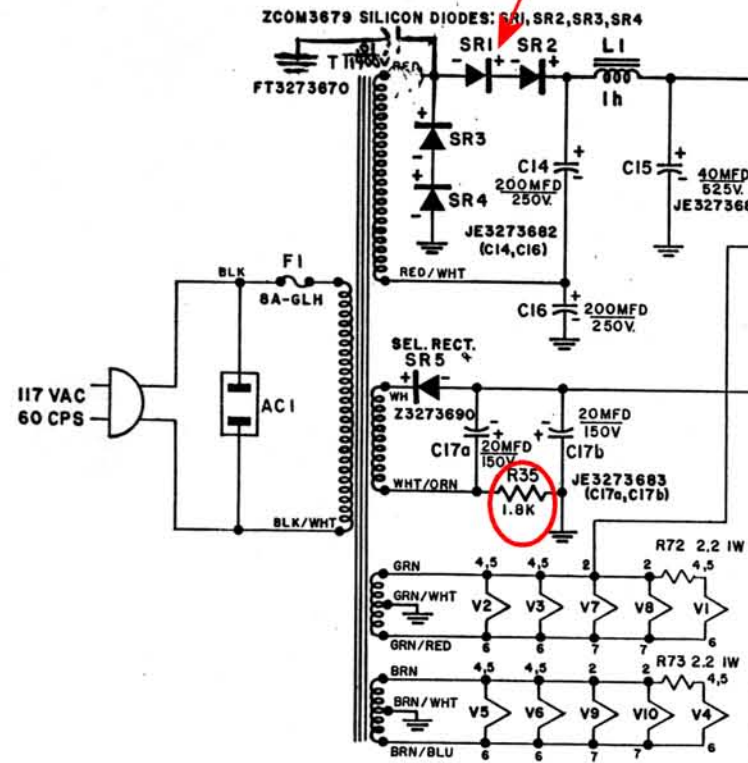 ZCOM3679 SILICON DIODES: SR1, SR2, SR3, SR4
SR1
SR2
L1
1h
T1
RED
FT3273670
+
-
+
-
+
-
+
-
SR3
SR4
C14
200MFD
250V.
JE3273682
(C14,C16)
C15
40MFD
525V.
JE327368
RED/WHT
C16
200MFD
250V.
F1
BLK
8A-GLH
117 VAC
60 CPS
AC1
BLK/WHT
SEL. RECT.
SR5
WH
Z3273690
C17a
20MFD
150V
20MFD
150V
C17b
WHT/ORN
R35
1.8K
JE3273683
(C17a,C17b)
GRN
GRN/WHT
GRN/RED
4,5
4,5
2
2
R72 2.2 1W
4,5
V2
V3
V7
V8
V1
6
6
7
7
6
BRN
BRN/WHT
BRN/BLU
4,5
4,5
2
2
R73 2.2 1W
4,5
V5
V6
V9
V10
V4
6
6
7
7
6